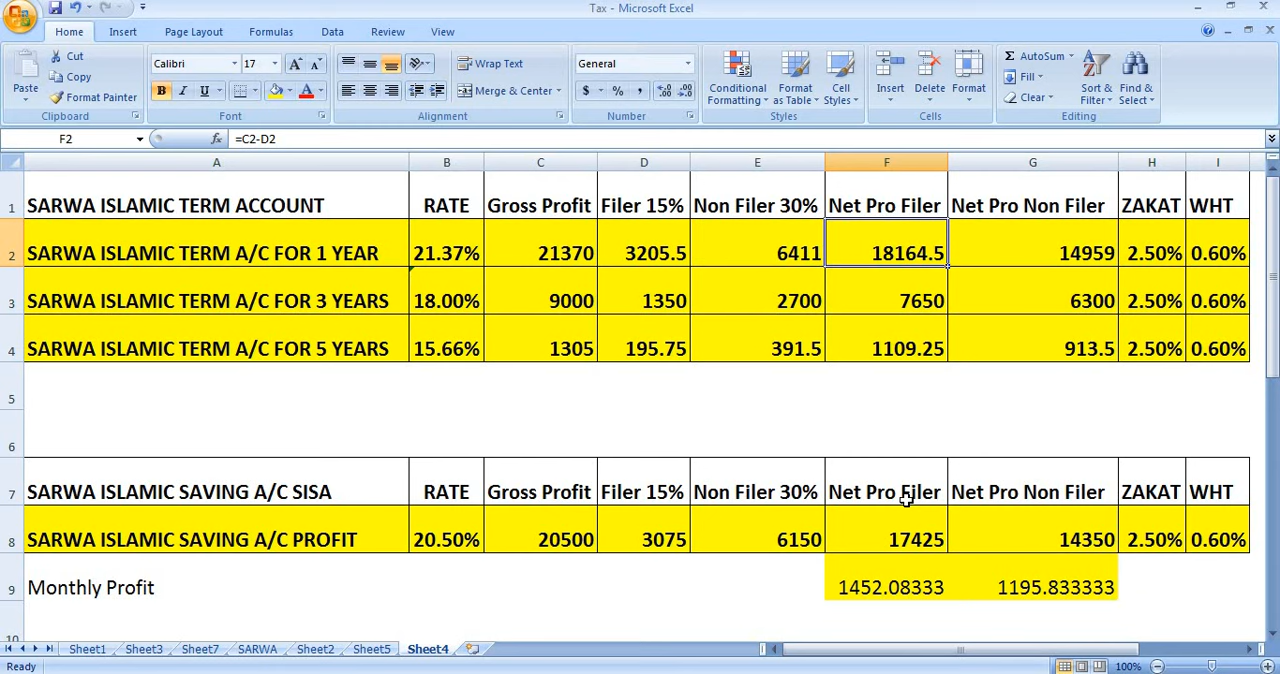 Tax - Microsoft Excel
Home Insert Page Layout Formulas Data Review View
Cut
Copy
Format Painter
Paste
Clipboard
Calibri 17
B I U
Font
Wrap Text
Merge & Center
Alignment
General
$ % ,
Number
Conditional Formatting
Format as Table
Cell Styles
Styles
Insert Delete Format
Cells
Σ AutoSum
Fill
Clear
Sort & Filter
Find & Select
Editing
F2 fx =C2-D2
A B C D E F G H I
1 SARWA ISLAMIC TERM ACCOUNT RATE Gross Profit Filer 15% Non Filer 30% Net Pro Filer Net Pro Non Filer ZAKAT WHT
2 SARWA ISLAMIC TERM A/C FOR 1 YEAR 21.37% 21370 3205.5 6411 18164.5 14959 2.50% 0.60%
3 SARWA ISLAMIC TERM A/C FOR 3 YEARS 18.00% 9000 1350 2700 7650 6300 2.50% 0.60%
4 SARWA ISLAMIC TERM A/C FOR 5 YEARS 15.66% 1305 195.75 391.5 1109.25 913.5 2.50% 0.60%
5
6
7 SARWA ISLAMIC SAVING A/C SISA RATE Gross Profit Filer 15% Non Filer 30% Net Pro Filer Net Pro Non Filer ZAKAT WHT
8 SARWA ISLAMIC SAVING A/C PROFIT 20.50% 20500 3075 6150 17425 14350 2.50% 0.60%
9 Monthly Profit 1452.08333 1195.833333
10
Sheet1 Sheet3 Sheet7 SARWA Sheet2 Sheet5 Sheet4
Ready 100%